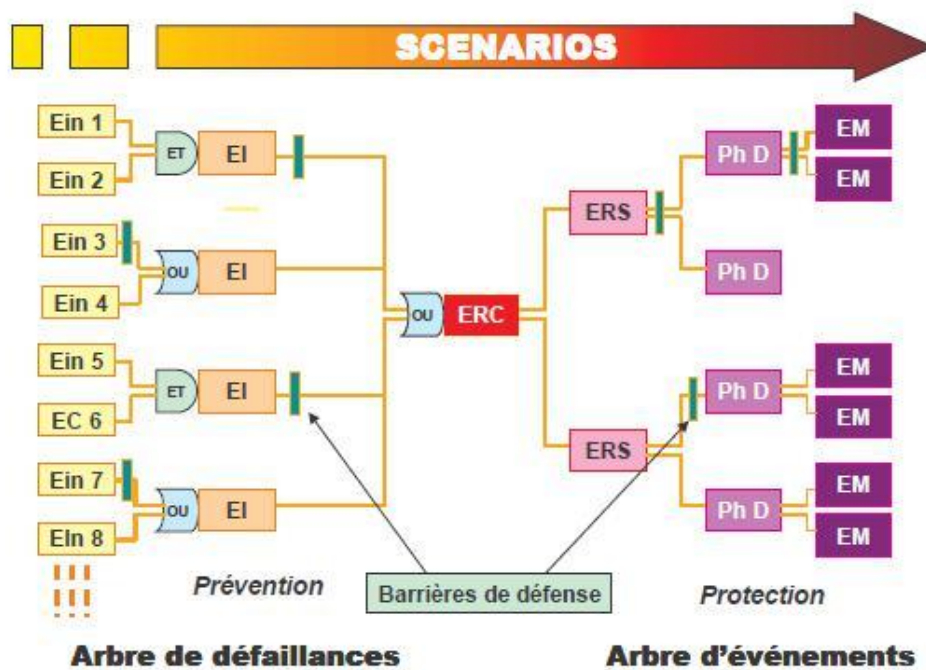 SCENARIOS
Ein 1
Ein 2
ET
EI
Ein 3
Ein 4
OU
EI
Ein 5
EC 6
ET
EI
Ein 7
EIn 8
OU
EI
OU
ERC
ERS
ERS
Ph D
Ph D
Ph D
Ph D
EM
EM
EM
EM
EM
EM
Prévention
Barrières de défense
Protection
Arbre de défaillances
Arbre d'événements